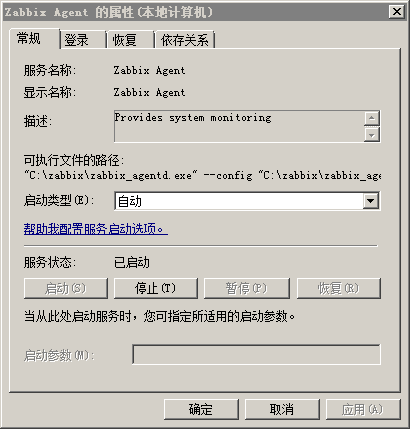 Zabbix Agent 的属性(本地计算机)
常规 登录 恢复 依存关系
服务名称: Zabbix Agent
显示名称: Zabbix Agent
描述: Provides system monitoring
可执行文件的路径:
"C:\zabbix\zabbix_agentd.exe" --config "C:\zabbix\zabbix_age
启动类型(E): 自动
帮助我配置服务启动选项。
服务状态: 已启动
启动(S) 停止(T) 暂停(P) 恢复(R)
当从此处启动服务时，您可指定所适用的启动参数。
启动参数(M):
确定 取消 应用(A)